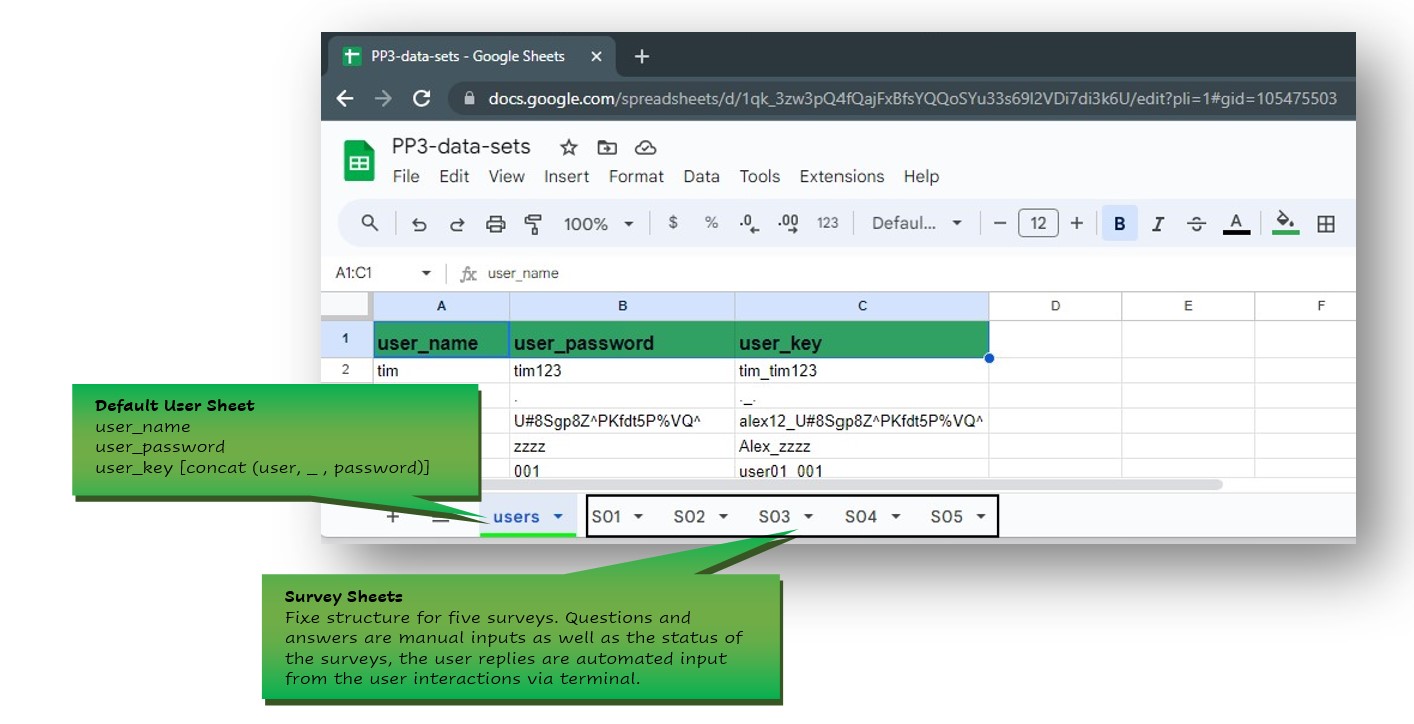 PP3-data-sets - Google Sheets
docs.google.com/spreadsheets/d/1qk_3zw3pQ4fQajFxBfsYQQoSYu33s69I2VDi7di3k6U/edit?pli=1#gid=105475503
PP3-data-sets
File Edit View Insert Format Data Tools Extensions Help
100% $ % .0 .00 123 Defaul... 12 B I A
A1:C1 fx user_name
A B C D E F
1 user_name user_password user_key
2 tim tim123 tim_tim123
. ._.
U#8Sgp8Z^PKfdt5P%VQ^ alex12_U#8Sgp8Z^PKfdt5P%VQ^
zzzz Alex_zzzz
001 user01_001
Default User Sheet
user_name
user_password
user_key [concat (user, _ , password)]
users S01 S02 S03 S04 S05
Survey Sheets
Fixe structure for five surveys. Questions and
answers are manual inputs as well as the status of
the surveys, the user replies are automated input
from the user interactions via terminal.